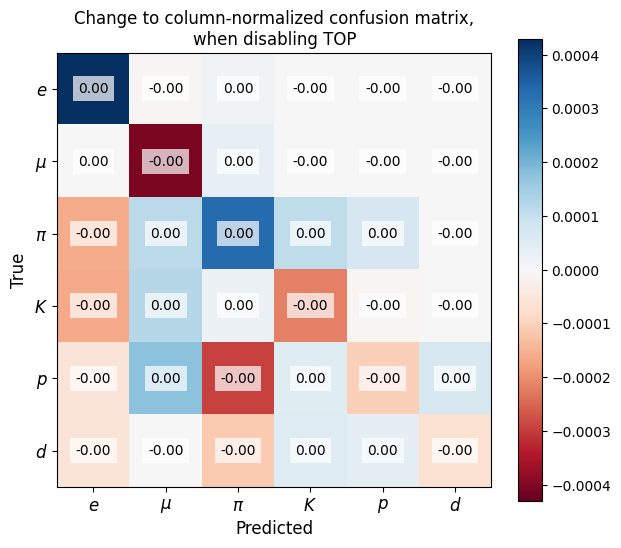 Change to column-normalized confusion matrix,
when disabling TOP
e 0.00 -0.00 0.00 -0.00 -0.00 -0.00
μ 0.00 -0.00 0.00 -0.00 -0.00 -0.00
π -0.00 0.00 0.00 0.00 0.00 -0.00
K -0.00 0.00 0.00 -0.00 -0.00 -0.00
p -0.00 0.00 -0.00 0.00 -0.00 0.00
d -0.00 -0.00 -0.00 0.00 0.00 -0.00
e μ π K p d
Predicted
True
0.0004
0.0003
0.0002
0.0001
0.0000
−0.0001
−0.0002
−0.0003
−0.0004